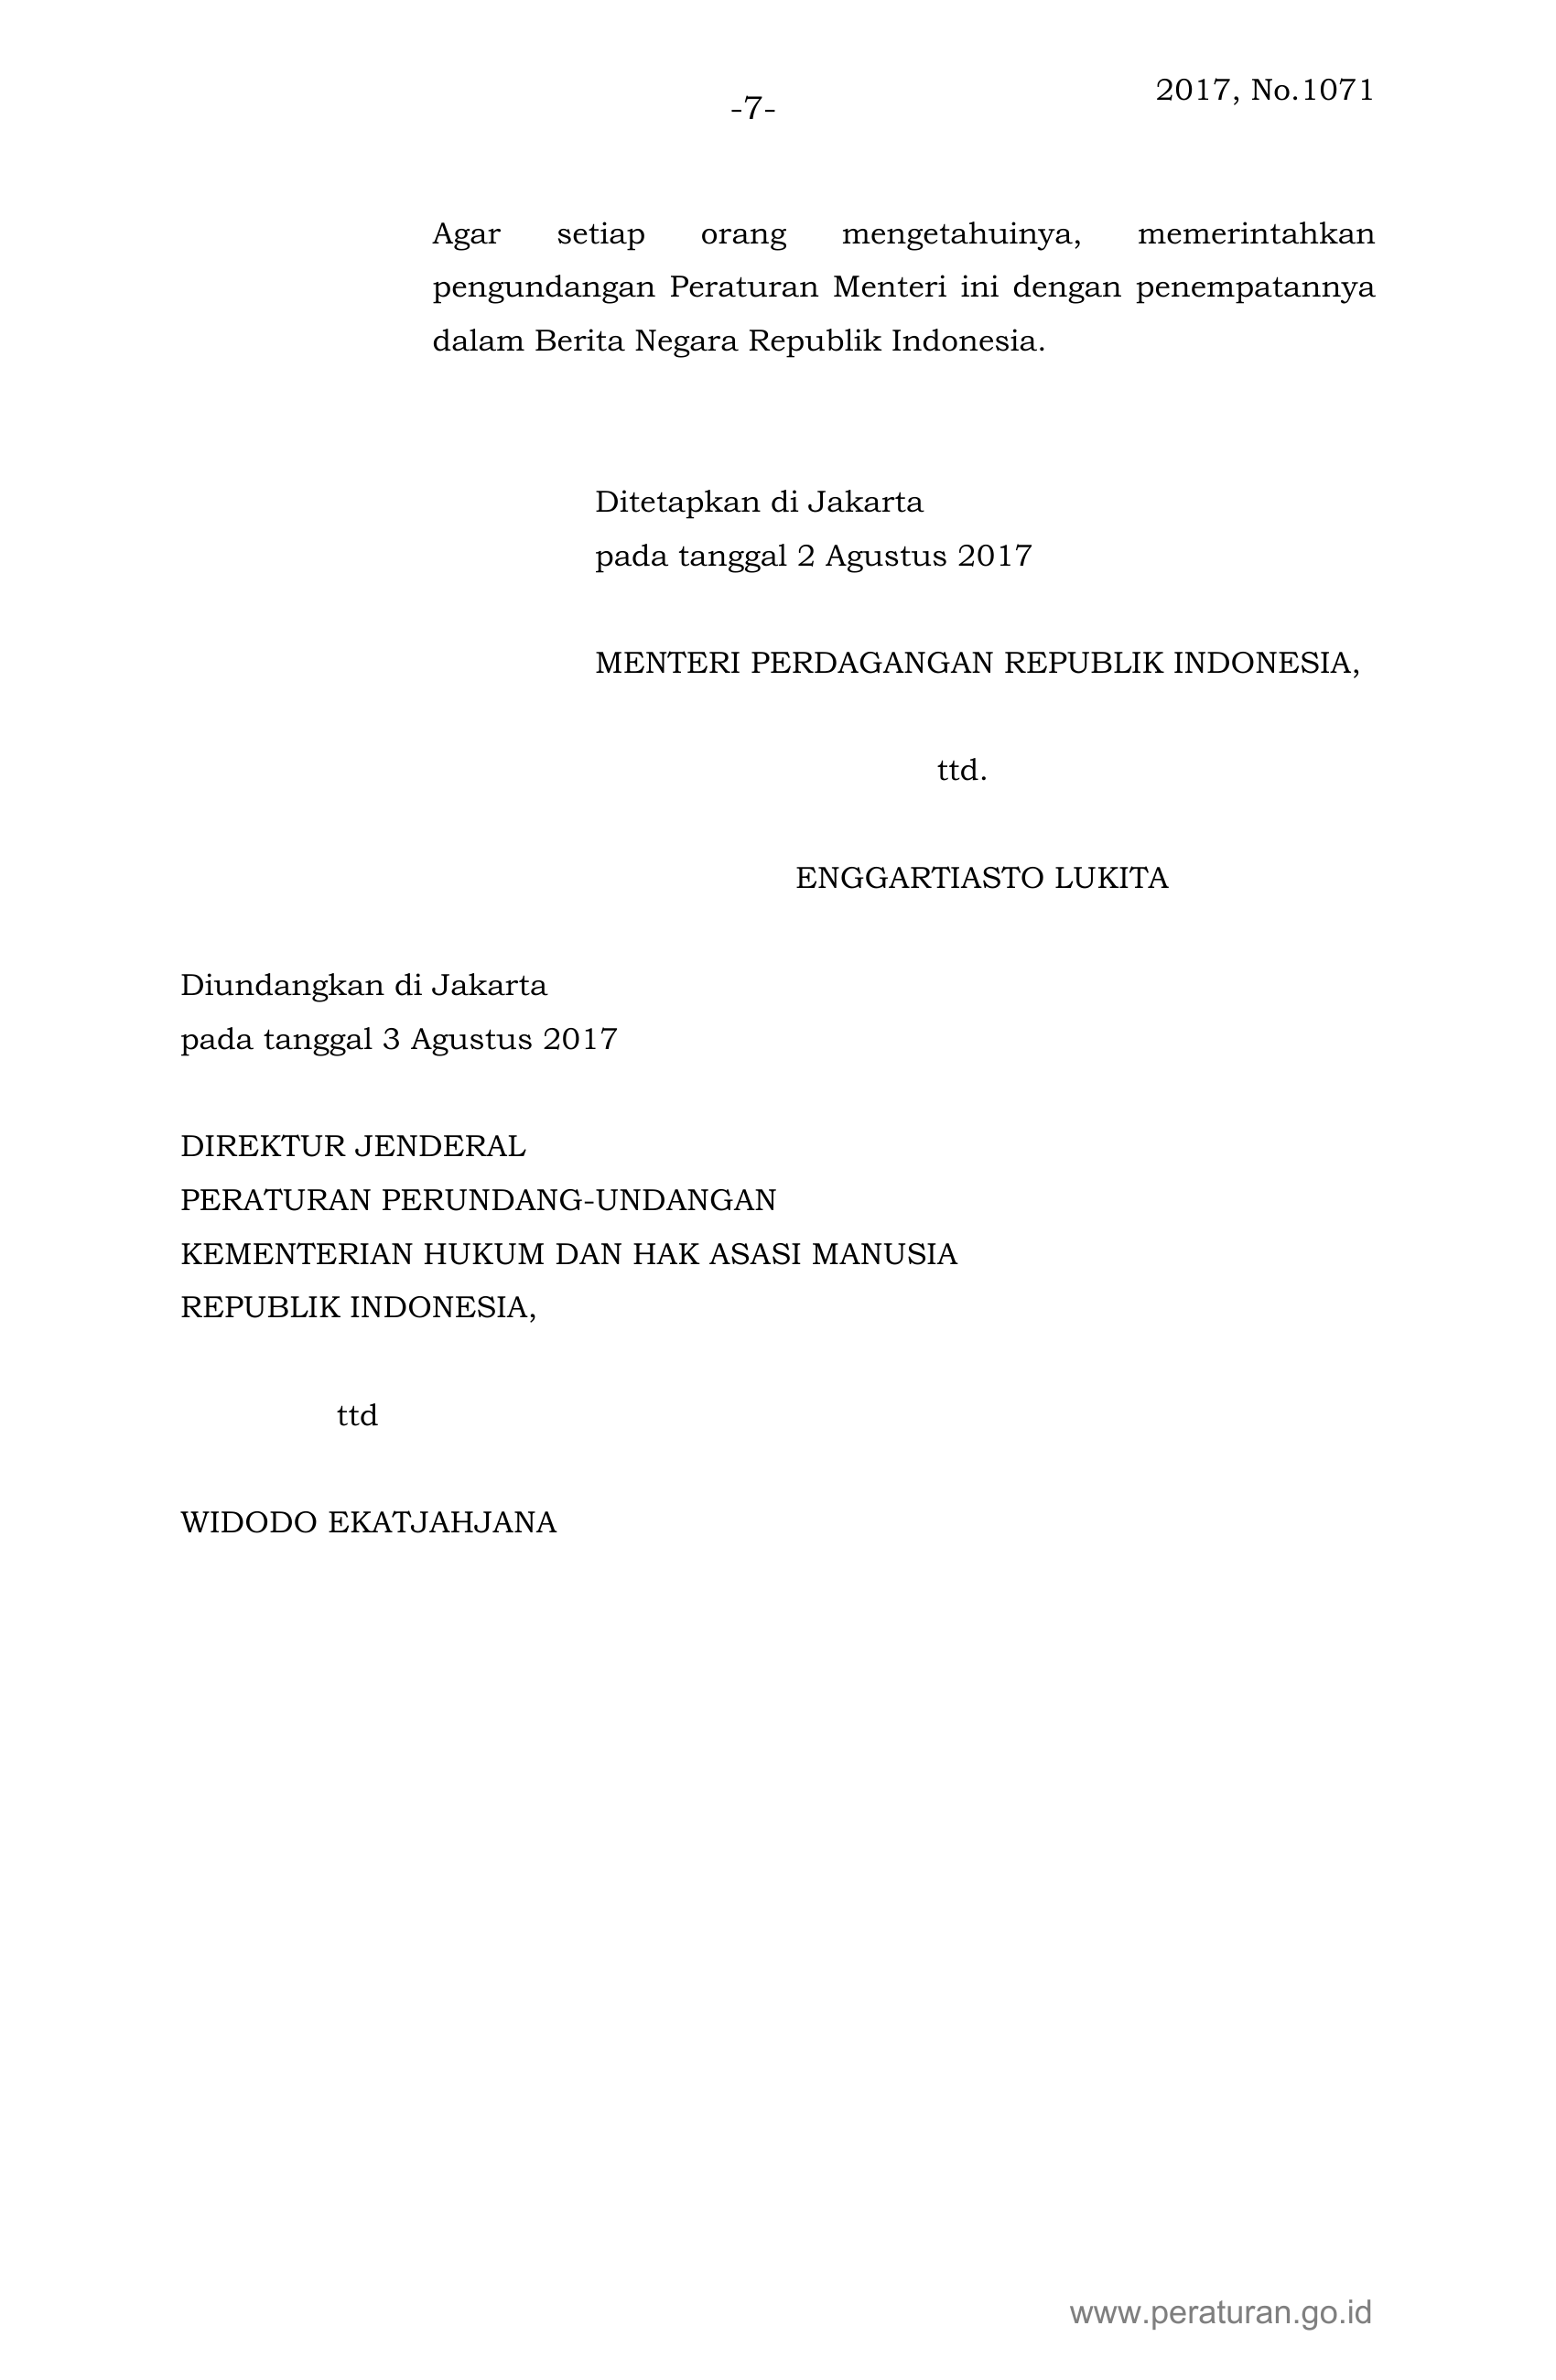 2017, No.1071
-7-
Agar setiap orang mengetahuinya, memerintahkan
pengundangan Peraturan Menteri ini dengan penempatannya
dalam Berita Negara Republik Indonesia.
Ditetapkan di Jakarta
pada tanggal 2 Agustus 2017
MENTERI PERDAGANGAN REPUBLIK INDONESIA,
ttd.
ENGGARTIASTO LUKITA
Diundangkan di Jakarta
pada tanggal 3 Agustus 2017
DIREKTUR JENDERAL
PERATURAN PERUNDANG-UNDANGAN
KEMENTERIAN HUKUM DAN HAK ASASI MANUSIA
REPUBLIK INDONESIA,
ttd
WIDODO EKATJAHJANA
www.peraturan.go.id